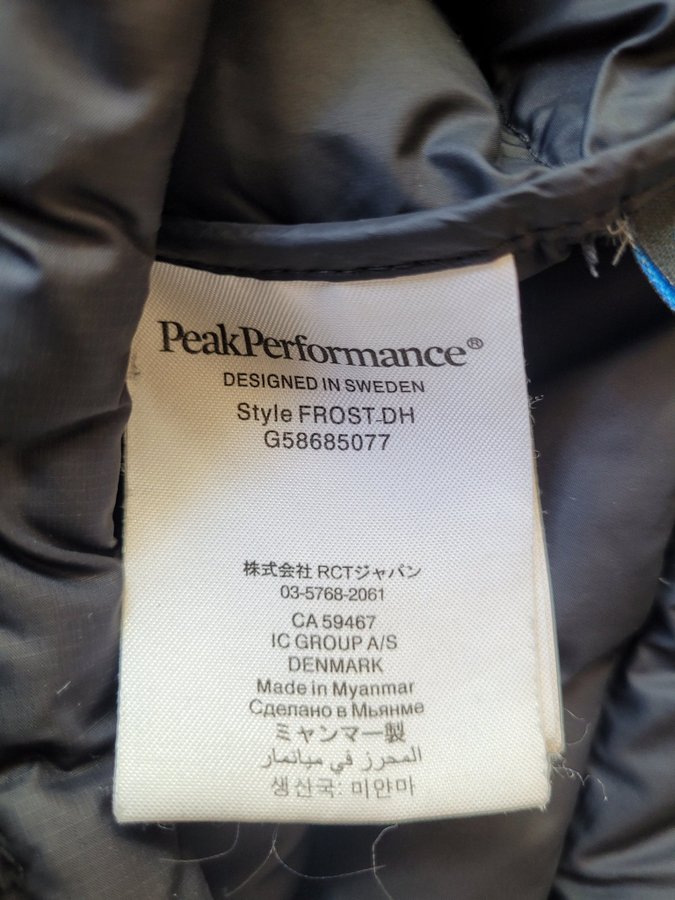 PeakPerformance®
DESIGNED IN SWEDEN
Style FROST-DH
G58685077
株式会社 RCTジャパン
03-5768-2061
CA 59467
IC GROUP A/S
DENMARK
Made in Myanmar
Сделано в Мьянме
ミャンマー製
المحرز في ميانمار
생산국: 미얀마